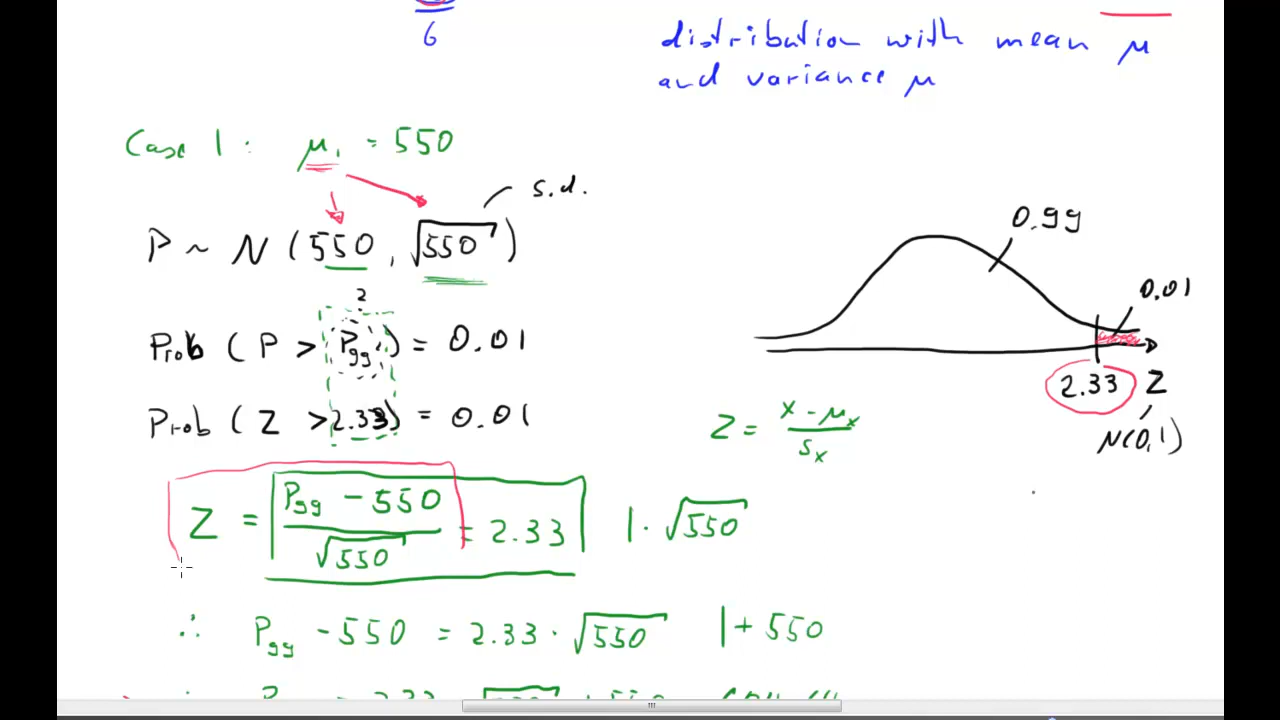 6
distribution with mean μ
and variance μ
Case 1: μ₁ = 550
s.d.
P ~ N (550, √550)
0.99
0.01
2
Prob (P > P99) = 0.01
2.33 Z
N(0,1)
Prob (Z > 2.33) = 0.01
Z = (x - μx) / sx
Z = (P99 - 550) / √550 = 2.33 | · √550
∴ P99 - 550 = 2.33 · √550 | + 550